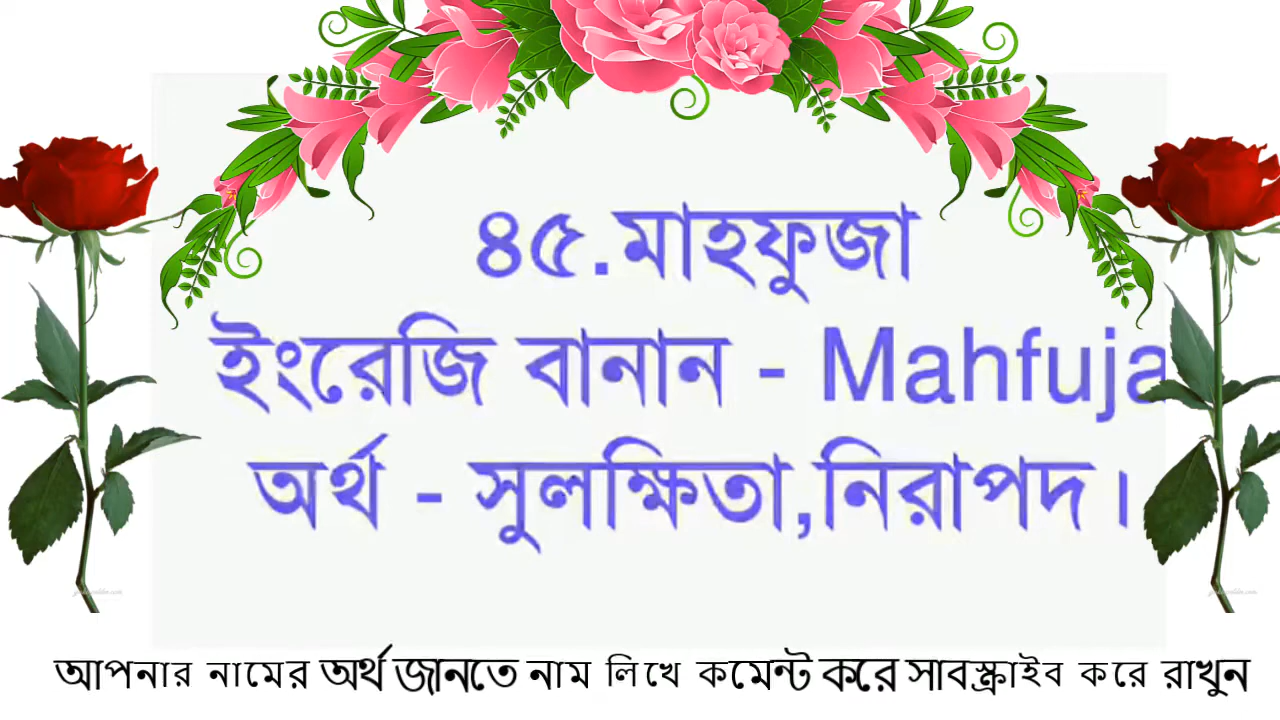 ৪৫.মাহফুজা
ইংরেজি বানান - Mahfuja
অর্থ - সুলক্ষিতা,নিরাপদ।
আপনার নামের অর্থ জানতে নাম লিখে কমেন্ট করে সাবস্ক্রাইব করে রাখুন